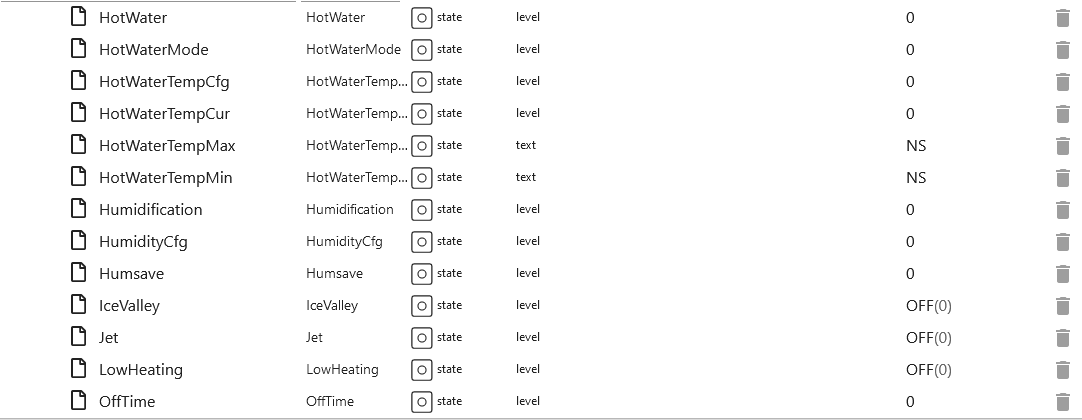 HotWater HotWater state level 0
HotWaterMode HotWaterMode state level 0
HotWaterTempCfg HotWaterTemp... state level 0
HotWaterTempCur HotWaterTemp... state level 0
HotWaterTempMax HotWaterTemp... state text NS
HotWaterTempMin HotWaterTemp... state text NS
Humidification Humidification state level 0
HumidityCfg HumidityCfg state level 0
Humsave Humsave state level 0
IceValley IceValley state level OFF(0)
Jet Jet state level OFF(0)
LowHeating LowHeating state level OFF(0)
OffTime OffTime state level 0